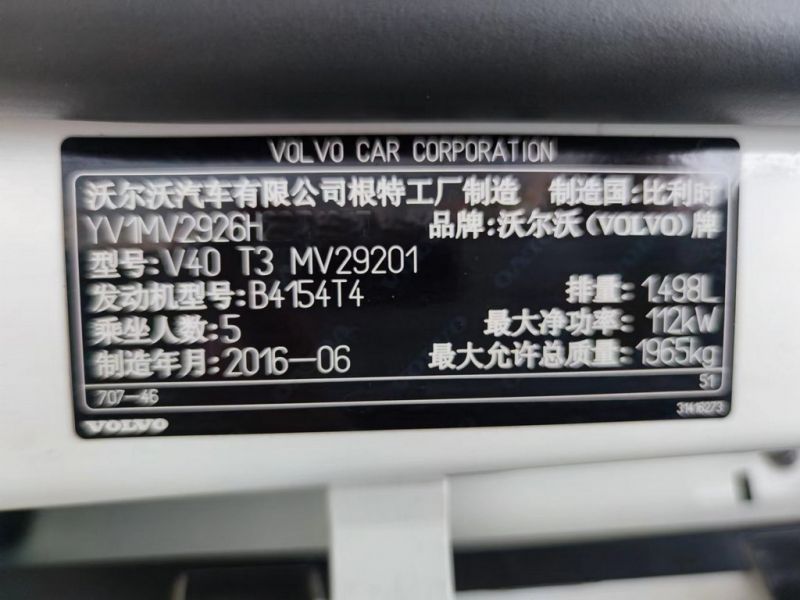 VOLVO CAR CORPORATION
沃尔沃汽车有限公司根特工厂制造 制造国:比利时
YV1MV2926H 品牌:沃尔沃(VOLVO)牌
型号:V40 T3 MV29201
发动机型号:B4154T4 排量:1.498L
乘坐人数:5 最大净功率:112kW
制造年月:2016-06 最大允许总质量:1965kg
707-46 S1
VOLVO 31416273